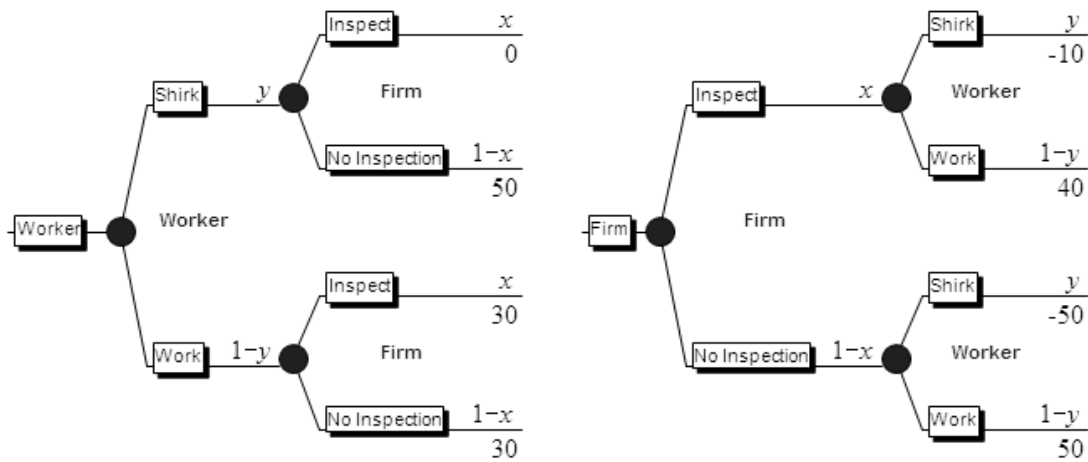 Inspect x
0
Shirk y Firm
No Inspection 1−x
50
Worker Worker
Inspect x
30
Work 1−y Firm
No Inspection 1−x
30
Shirk y
-10
Inspect x Worker
Work 1−y
40
Firm Firm
Shirk y
-50
No Inspection 1−x Worker
Work 1−y
50